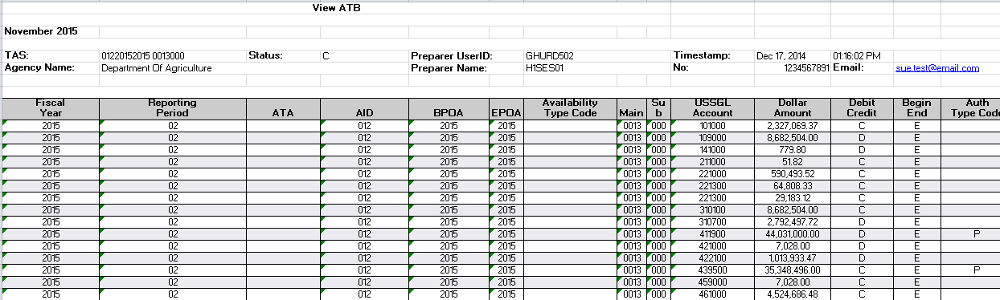 View ATB
November 2015
TAS: 01220152015 0013000 Status: C Preparer UserID: GHURD502 Timestamp: Dec 17, 2014 01:16:02 PM
Agency Name: Department Of Agriculture Preparer Name: H1SES01 No: 1234567891 Email: sue.test@email.com
Fiscal Reporting Availability Su USSGL Dollar Debit Begin Auth
Year Period ATA AID BPOA EPOA Type Code Main b Account Amount Credit End Type Code
2015 02 012 2015 2015 0013 000 101000 2,327,069.37 C E
2015 02 012 2015 2015 0013 000 109000 8,682,504.00 D E
2015 02 012 2015 2015 0013 000 141000 779.80 D E
2015 02 012 2015 2015 0013 000 211000 51.82 C E
2015 02 012 2015 2015 0013 000 221000 590,493.52 C E
2015 02 012 2015 2015 0013 000 221300 64,808.33 C E
2015 02 012 2015 2015 0013 000 221300 29,183.12 C E
2015 02 012 2015 2015 0013 000 310100 8,682,504.00 C E
2015 02 012 2015 2015 0013 000 310700 2,792,497.72 D E
2015 02 012 2015 2015 0013 000 411900 44,031,000.00 D E P
2015 02 012 2015 2015 0013 000 421000 7,028.00 D E
2015 02 012 2015 2015 0013 000 422100 1,013,933.47 D E
2015 02 012 2015 2015 0013 000 439500 35,348,496.00 C E P
2015 02 012 2015 2015 0013 000 459000 7,028.00 C E
2015 02 012 2015 2015 0013 000 461000 4,524,686.48 C E